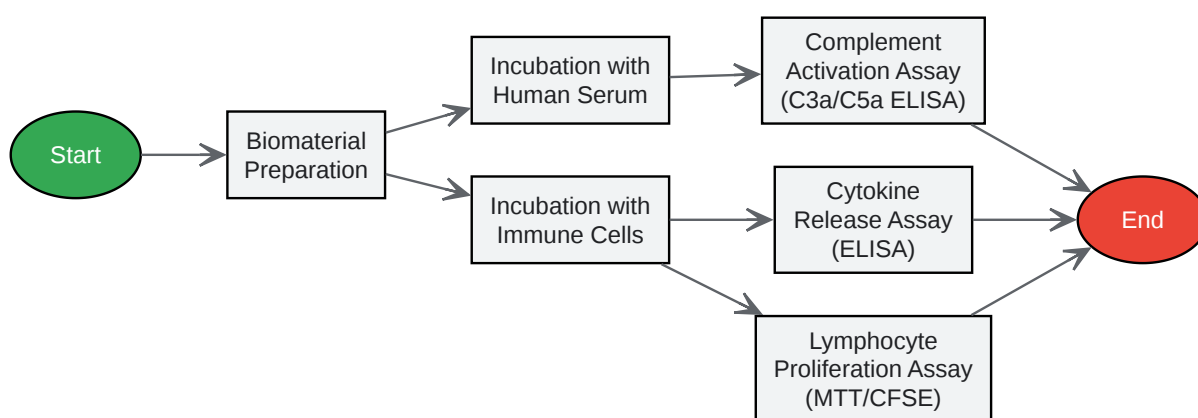 Start
Biomaterial
Preparation
Incubation with
Human Serum
Complement
Activation Assay
(C3a/C5a ELISA)
Incubation with
Immune Cells
Cytokine
Release Assay
(ELISA)
Lymphocyte
Proliferation Assay
(MTT/CFSE)
End